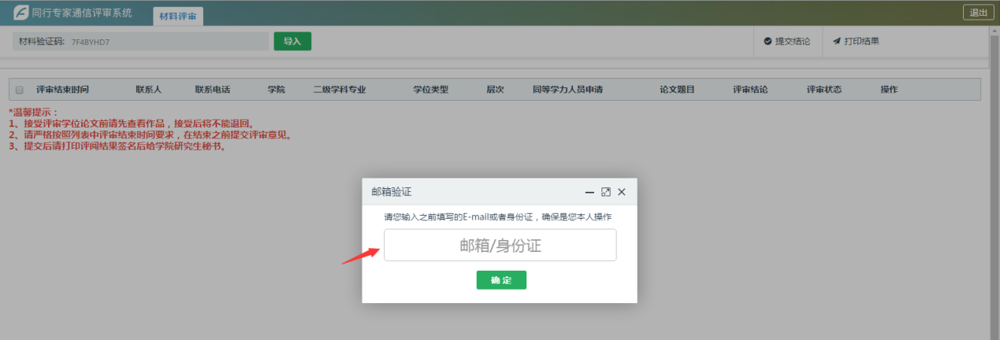 同行专家通信评审系统 材料评审 退出
材料验证码: 7F4BYHD7 导入 提交结论 打印结果
评审结束时间 联系人 联系电话 学院 二级学科专业 学位类型 层次 同等学力人员申请 论文题目 评审结论 评审状态 操作
*温馨提示：
1、接受评审学位论文前请先查看作品，接受后将不能退回。
2、请严格按照列表中评审结束时间要求，在结束之前提交评审意见。
3、提交后请打印评阅结果签名后给学院研究生秘书。
邮箱验证
请您输入之前填写的E-mail或者身份证，确保是您本人操作
邮箱/身份证
确 定